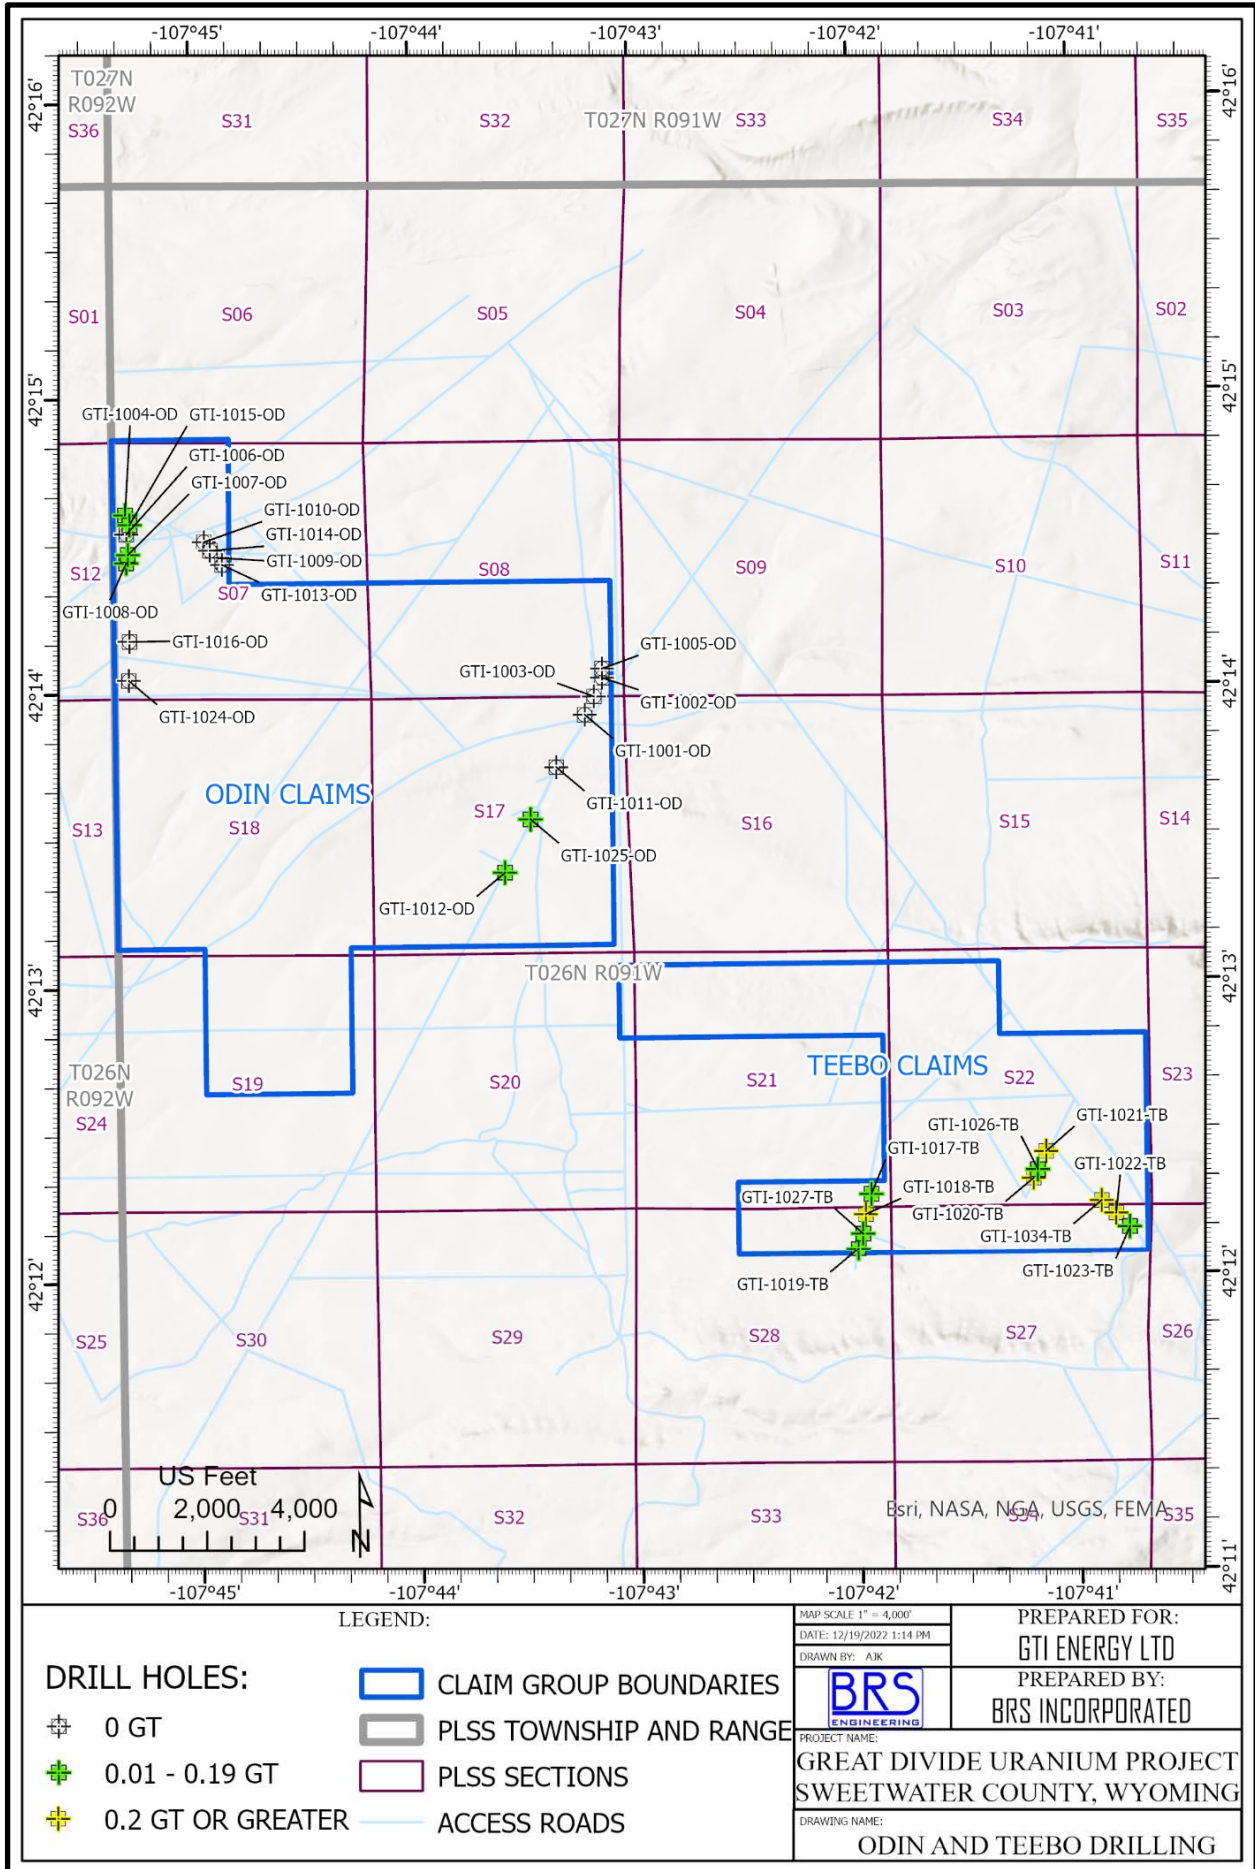 -107°45' -107°44' -107°43' -107°42' -107°41'
42°16' 42°16'
T027N
R092W
S36 S31 S32 T027N R091W S33 S34 S35
S01 S06 S05 S04 S03 S02
42°15' 42°15'
GTI-1004-OD GTI-1015-OD
GTI-1006-OD
GTI-1007-OD
GTI-1010-OD
GTI-1014-OD
GTI-1009-OD
GTI-1013-OD
S12 S07 S08 S09 S10 S11
GTI-1008-OD
GTI-1016-OD
GTI-1005-OD
GTI-1003-OD
GTI-1002-OD
42°14' 42°14'
GTI-1024-OD
GTI-1001-OD
ODIN CLAIMS
GTI-1011-OD
S13 S18 S17 S16 S15 S14
GTI-1025-OD
GTI-1012-OD
T026N R091W
42°13' 42°13'
T026N
R092W
TEEBO CLAIMS
S24 S19 S20 S21 S22 S23
GTI-1026-TB GTI-1021-TB
GTI-1017-TB
GTI-1022-TB
GTI-1027-TB GTI-1018-TB
GTI-1020-TB
GTI-1034-TB
GTI-1023-TB
GTI-1019-TB
42°12' 42°12'
S25 S30 S29 S28 S27 S26
US Feet
0 2,000 4,000
N
S36 S31 S32 S33 S34 S35
Esri, NASA, NGA, USGS, FEMA
42°11'
-107°45' -107°44' -107°43' -107°42' -107°41'
LEGEND:
DRILL HOLES:
0 GT
0.01 - 0.19 GT
0.2 GT OR GREATER
CLAIM GROUP BOUNDARIES
PLSS TOWNSHIP AND RANGE
PLSS SECTIONS
ACCESS ROADS
MAP SCALE 1" = 4,000'
DATE: 12/19/2022 1:14 PM
DRAWN BY: AJK
BRS
ENGINEERING
PREPARED FOR:
GTI ENERGY LTD
PREPARED BY:
BRS INCORPORATED
PROJECT NAME:
GREAT DIVIDE URANIUM PROJECT
SWEETWATER COUNTY, WYOMING
DRAWING NAME:
ODIN AND TEEBO DRILLING